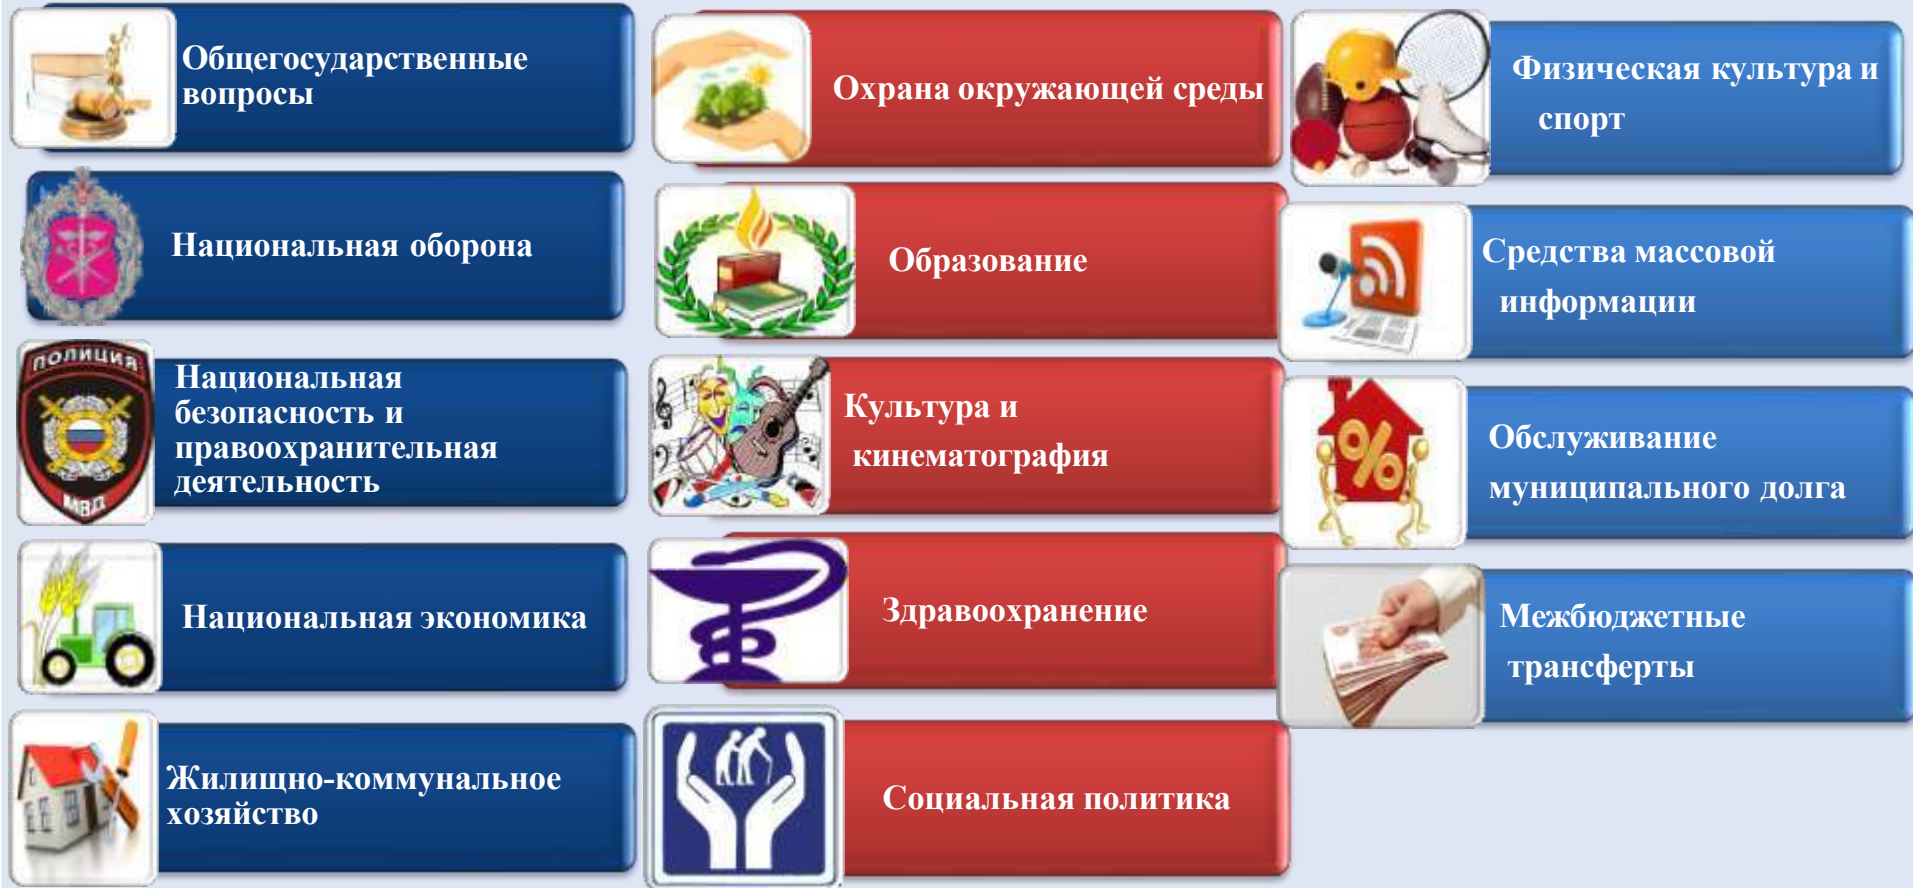 Общегосударственные
вопросы
Национальная оборона
ПОЛИЦИЯ
МВД
Национальная
безопасность и
правоохранительная
деятельность
Национальная экономика
Жилищно-коммунальное
хозяйство
Охрана окружающей среды
Образование
Культура и
кинематография
Здравоохранение
Социальная политика
Физическая культура и
спорт
Средства массовой
информации
%
Обслуживание
муниципального долга
Межбюджетные
трансферты